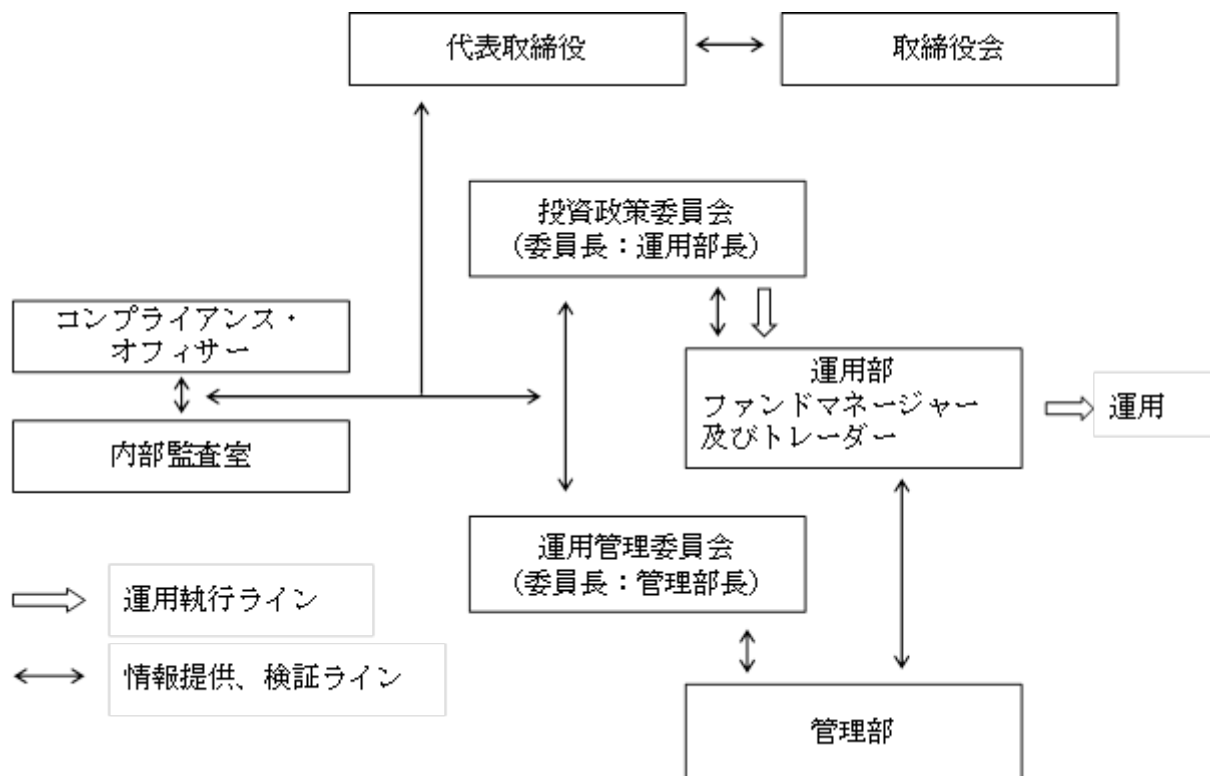 代表取締役
取締役会
投資政策委員会
(委員長：運用部長)
コンプライアンス・
オフィサー
運用部
ファンドマネージャー
及びトレーダー
運用
内部監査室
運用管理委員会
(委員長：管理部長)
運用執行ライン
情報提供、検証ライン
管理部